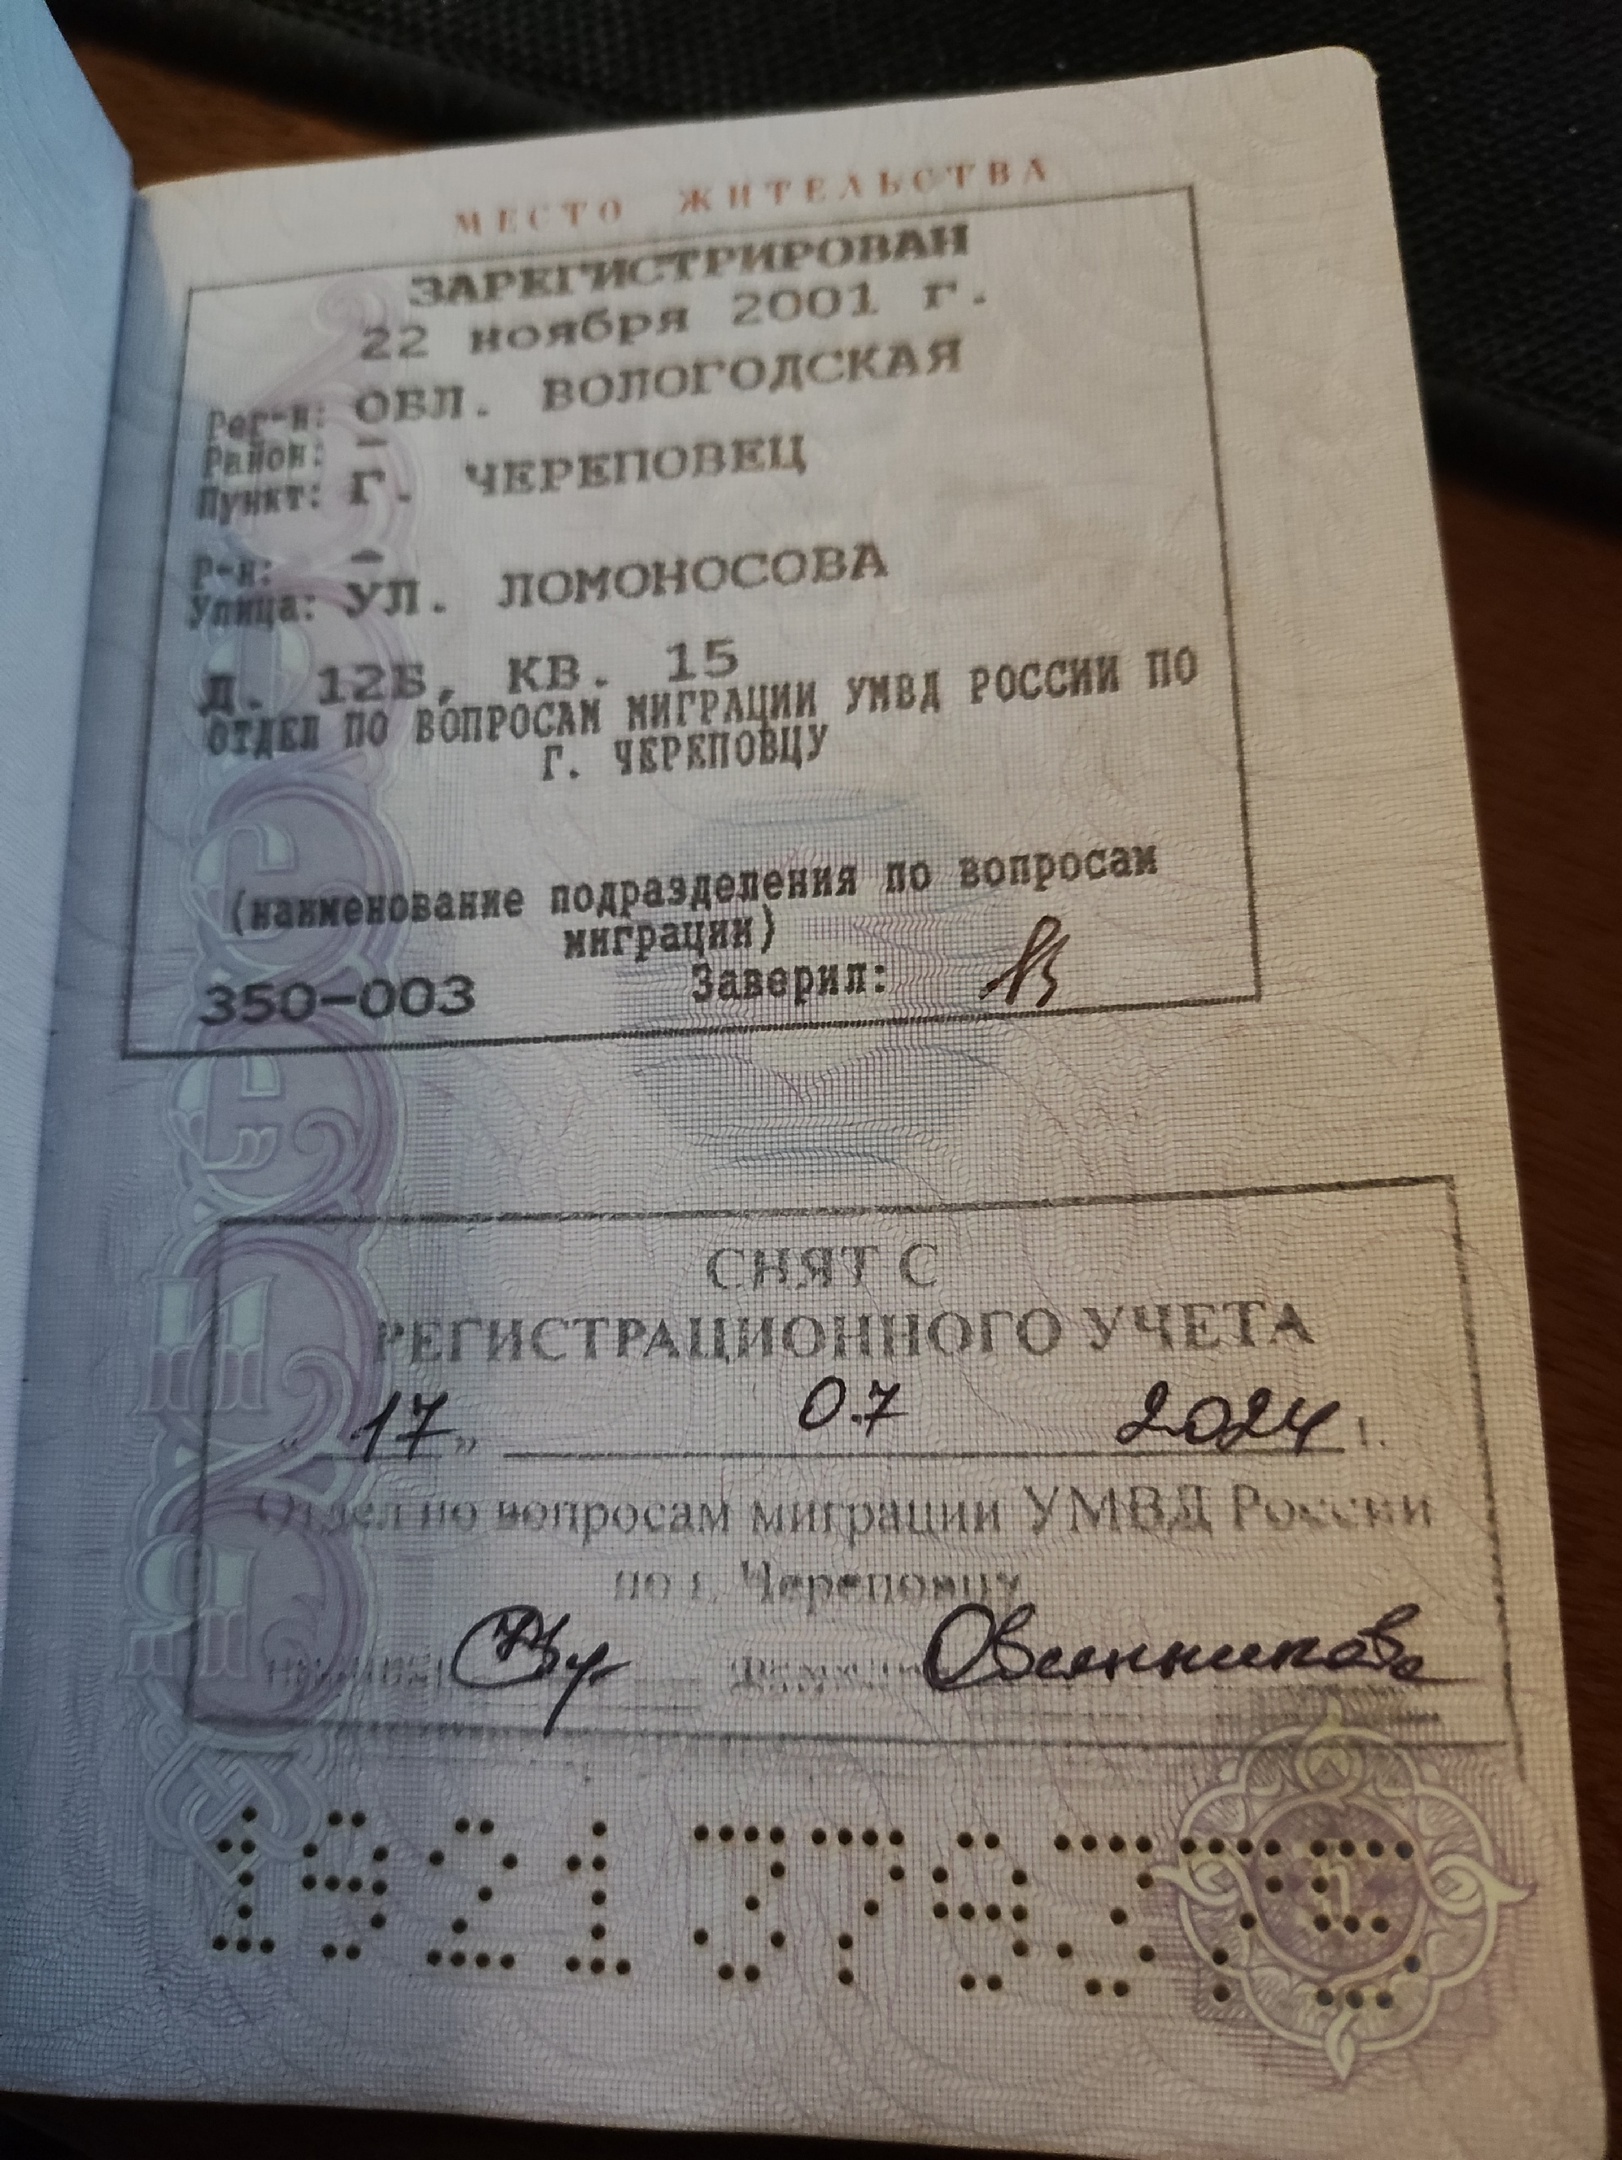 МЕСТО ЖИТЕЛЬСТВА
ЗАРЕГИСТРИРОВАН
22 ноября 2001 г.
Рег-н: ОБЛ. ВОЛОГОДСКАЯ
Район: –
Пункт: Г. ЧЕРЕПОВЕЦ
Р-н: –
Улица: УЛ. ЛОМОНОСОВА
Д. 12Б, КВ. 15
ОТДЕЛ ПО ВОПРОСАМ МИГРАЦИИ УМВД РОССИИ ПО
Г. ЧЕРЕПОВЦУ
(наименование подразделения по вопросам
миграции)
350-003 Заверил:
СНЯТ С
РЕГИСТРАЦИОННОГО УЧЕТА
"17" 07 2024 г.
Отдел по вопросам миграции УМВД России
по г. Череповцу
Овсянникова
1921379375